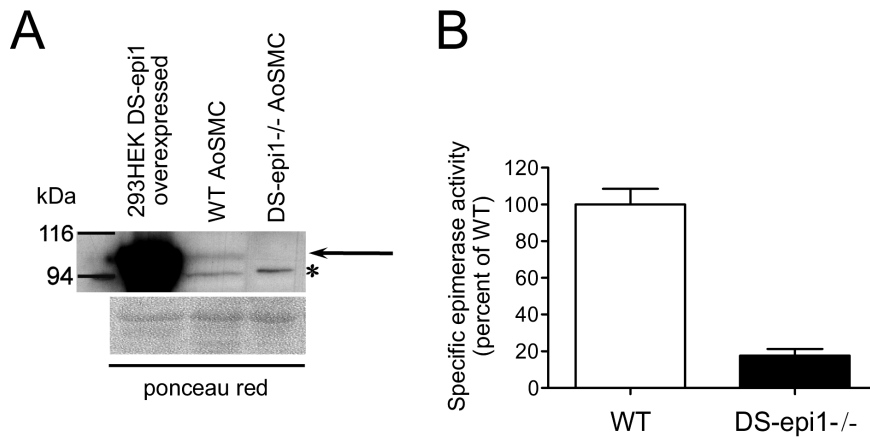 A
293HEK DS-epi1
overexpressed
WT AoSMC
DS-epi1-/- AoSMC
kDa
116
94
*
ponceau red
B
Specific epimerase activity
(percent of WT)
120
100
80
60
40
20
0
WT
DS-epi1-/-